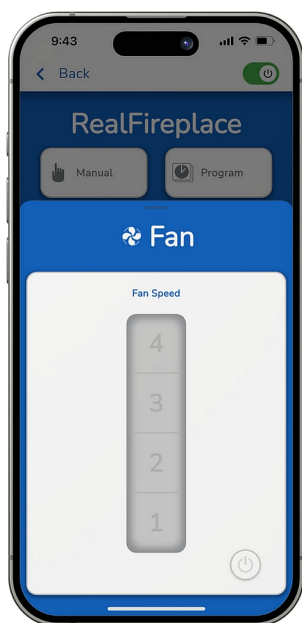 9:43
Back
RealFireplace
Manual
Program
Fan
Fan Speed
4
3
2
1